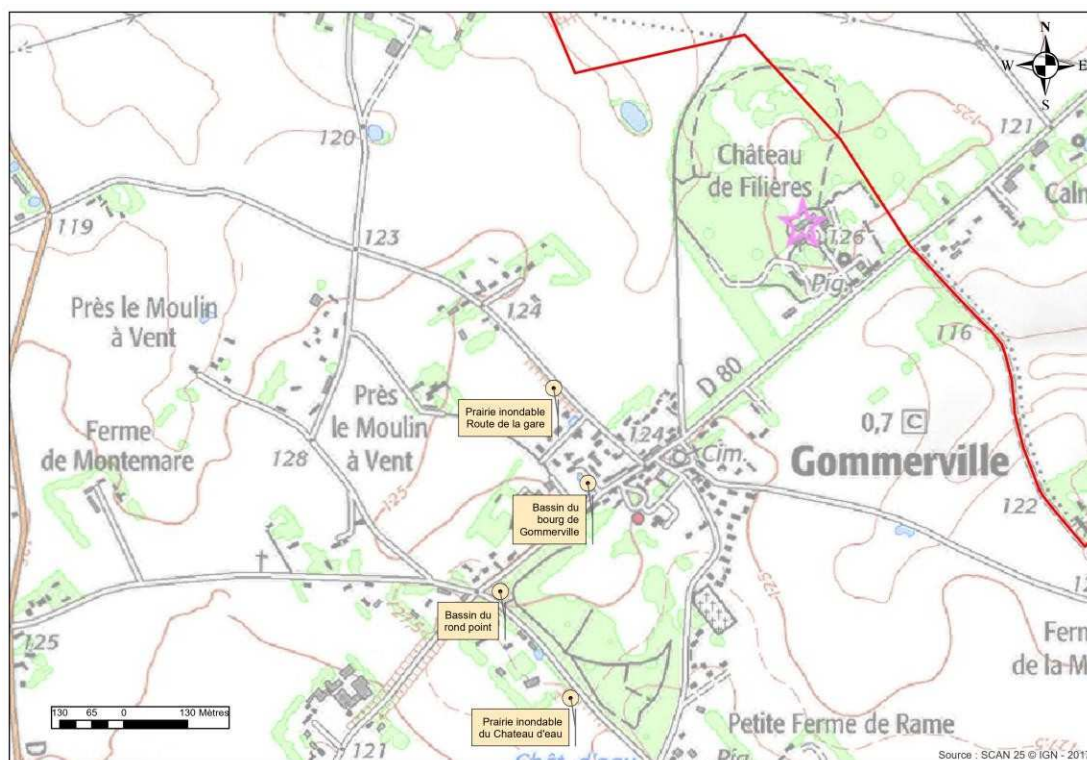 N
W
E
S
120
121
125
Château
de Filières
126
Pig.
119
123
124
Près le Moulin
à Vent
116
D 80
Prairie inondable
Route de la gare
Près
le Moulin
à Vent
Ferme
de Montemare
128
125
124
Cim.
0,7 C
Gommerville
122
Bassin du
bourg de
Gommerville
125
Bassin du
rond point
125
Ferm
de la M
130 65 0 130 Mètres
Prairie inondable
du Chateau d'eau
Petite Ferme de Rame
121
D
Chât. d'eau
Pig.
Source : SCAN 25 © IGN - 2017